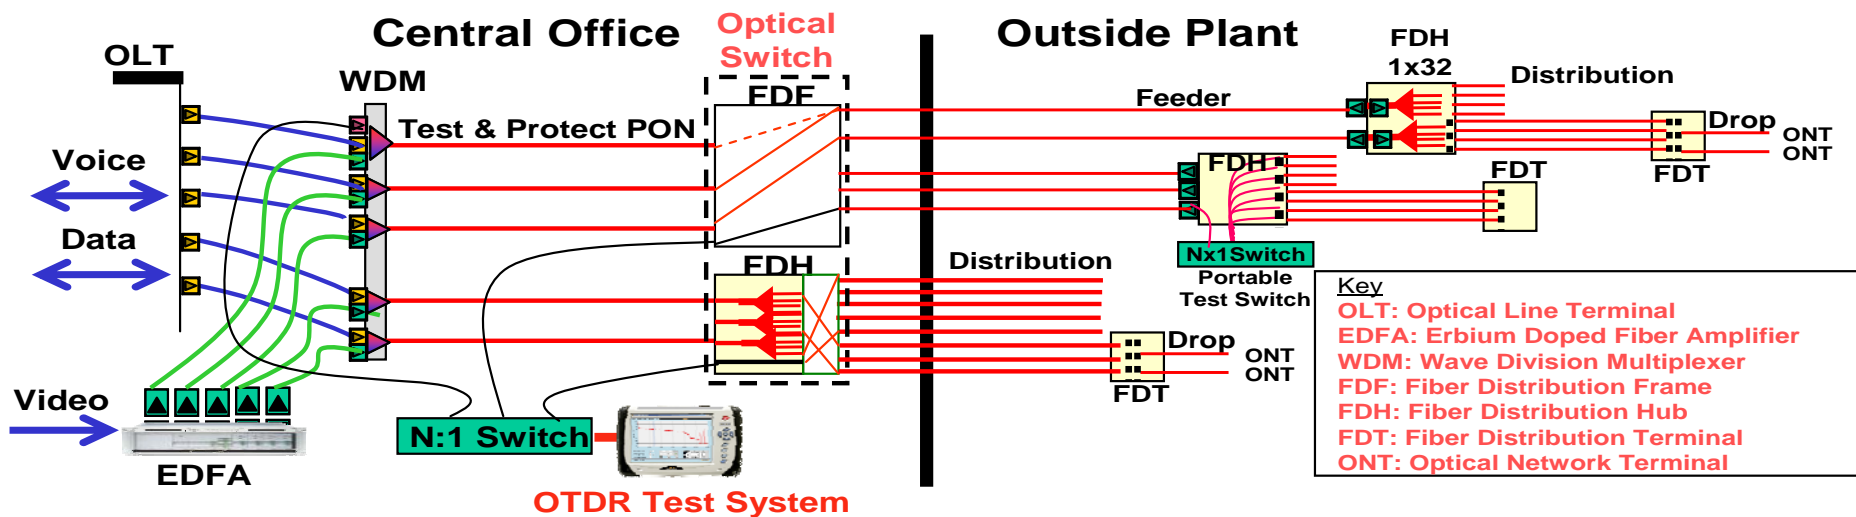 Central Office
Optical
Switch
Outside Plant
OLT
WDM
FDF
FDH
1x32
Distribution
Feeder
Test & Protect PON
Drop
ONT
ONT
FDT
Voice
FDH
FDT
Data
Nx1Switch
Portable
Test Switch
FDH
Distribution
Drop
ONT
ONT
FDT
Video
EDFA
N:1 Switch
OTDR Test System
Key
OLT: Optical Line Terminal
EDFA: Erbium Doped Fiber Amplifier
WDM: Wave Division Multiplexer
FDF: Fiber Distribution Frame
FDH: Fiber Distribution Hub
FDT: Fiber Distribution Terminal
ONT: Optical Network Terminal